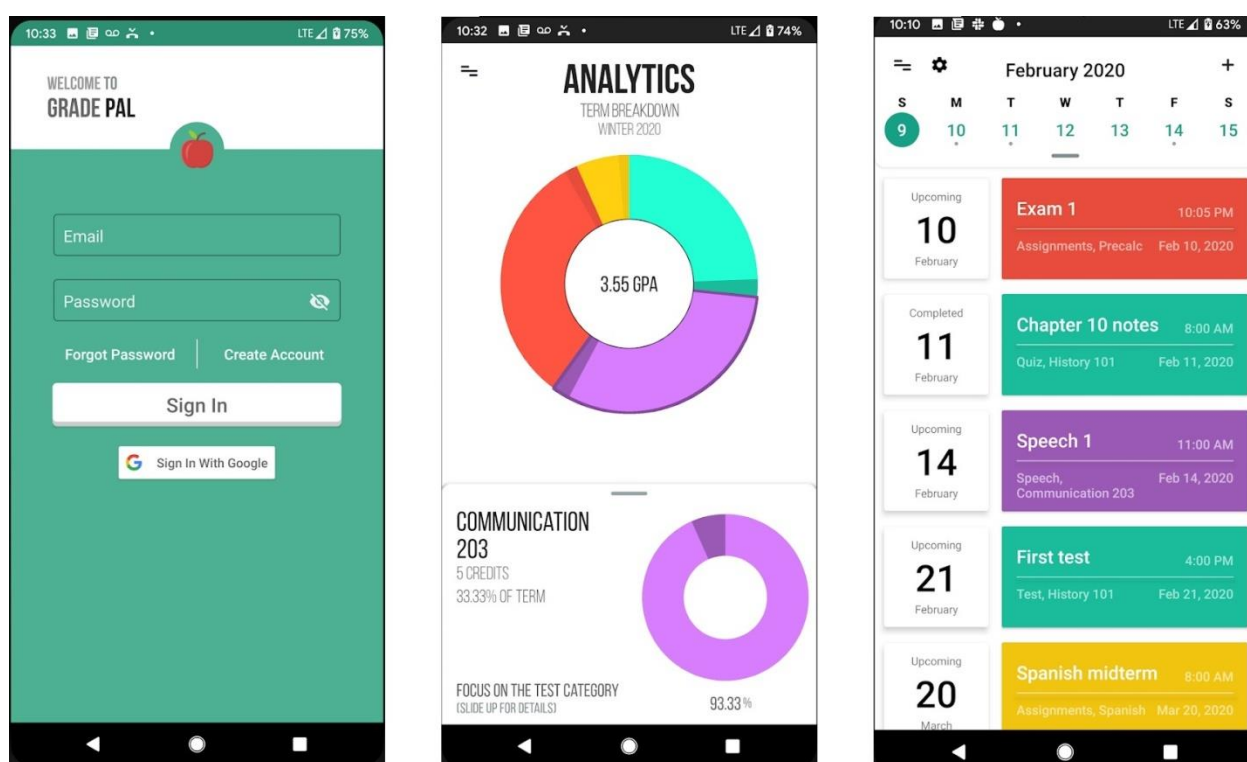 10:33
LTE 75%
WELCOME TO
GRADE PAL
Email
Password
Forgot Password
Create Account
Sign In
Sign In With Google
10:32
LTE 74%
ANALYTICS
TERM BREAKDOWN
WINTER 2020
3.55 GPA
COMMUNICATION
203
5 CREDITS
33.33% OF TERM
FOCUS ON THE TEST CATEGORY
(SLIDE UP FOR DETAILS)
93.33 %
10:10
LTE 63%
February 2020
S M T W T F S
9 10 11 12 13 14 15
Upcoming
10
February
Exam 1 10:05 PM
Assignments, Precalc Feb 10, 2020
Completed
11
February
Chapter 10 notes 8:00 AM
Quiz, History 101 Feb 11, 2020
Upcoming
14
February
Speech 1 11:00 AM
Speech, Feb 14, 2020
Communication 203
Upcoming
21
February
First test 4:00 PM
Test, History 101 Feb 21, 2020
Upcoming
20
March
Spanish midterm 8:00 AM
Assignments, Spanish Mar 20, 2020